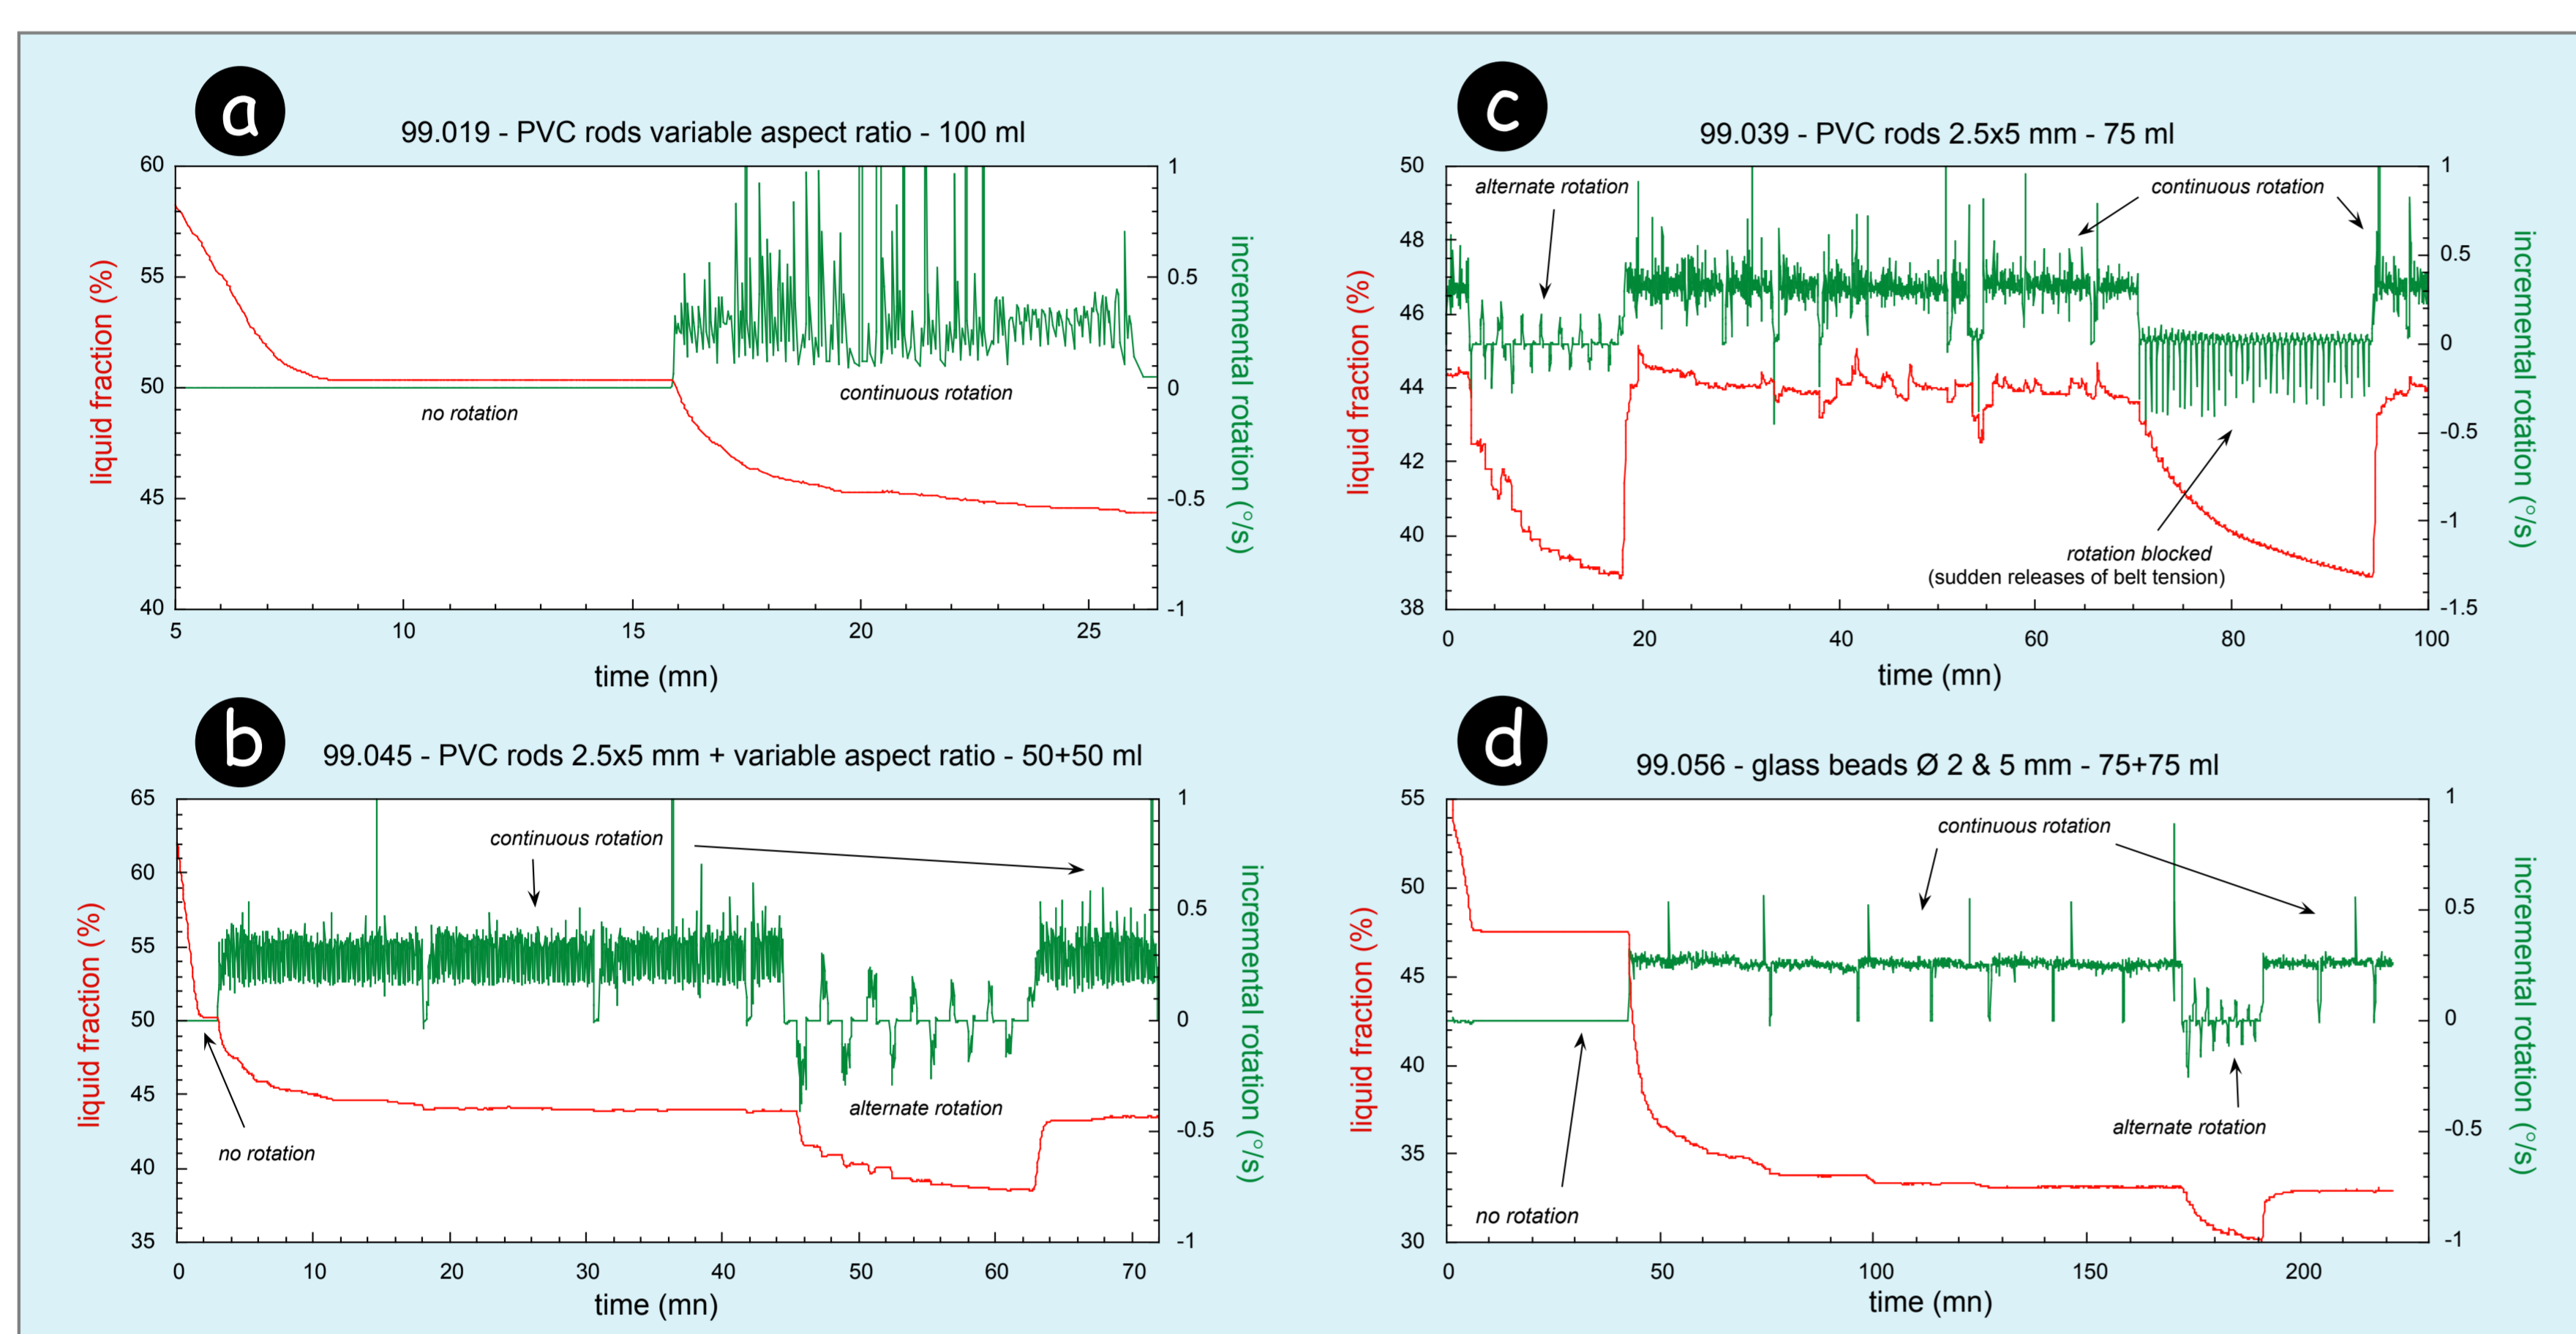 a
99.019 - PVC rods variable aspect ratio - 100 ml
60
55
50
45
40
1
0.5
0
-0.5
-1
liquid fraction (%)
incremental rotation (°/s)
no rotation
continuous rotation
5
10
15
20
25
time (mn)
c
99.039 - PVC rods 2.5x5 mm - 75 ml
50
48
46
44
42
40
38
1
0.5
0
-0.5
-1
-1.5
liquid fraction (%)
incremental rotation (°/s)
alternate rotation
continuous rotation
rotation blocked
(sudden releases of belt tension)
0
20
40
60
80
100
time (mn)
b
99.045 - PVC rods 2.5x5 mm + variable aspect ratio - 50+50 ml
65
60
55
50
45
40
35
1
0.5
0
-0.5
-1
liquid fraction (%)
incremental rotation (°/s)
continuous rotation
alternate rotation
no rotation
0
10
20
30
40
50
60
70
time (mn)
d
99.056 - glass beads Ø 2 & 5 mm - 75+75 ml
55
50
45
40
35
30
1
0.5
0
-0.5
-1
liquid fraction (%)
incremental rotation (°/s)
continuous rotation
alternate rotation
no rotation
0
50
100
150
200
time (mn)